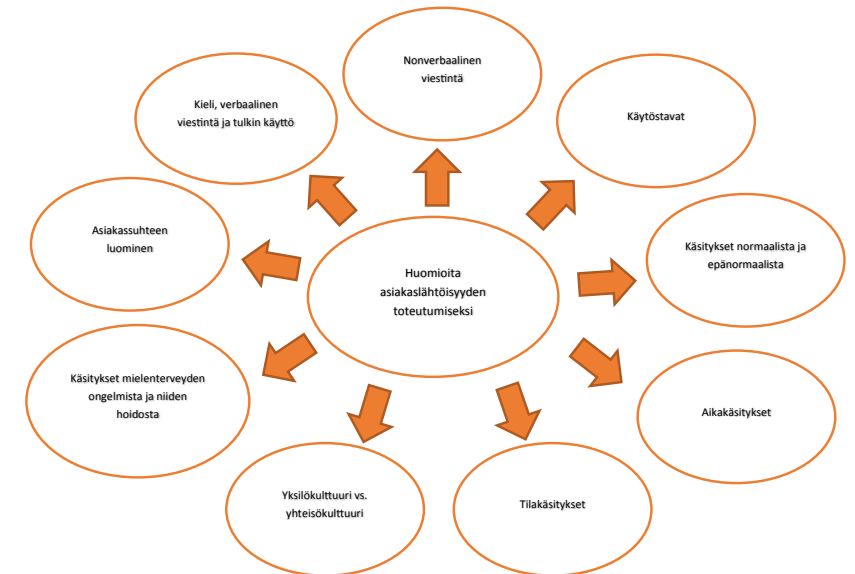 Nonverbaalinen
viestintä
Kieli, verbaalinen
viestintä ja tulkin käyttö
Käytöstavat
Asiakassuhteen
luominen
Käsitykset normaalista ja
epänormaalista
Huomioita
asiakaslähtöisyyden
toteutumiseksi
Käsitykset mielenterveyden
ongelmista ja niiden
hoidosta
Aikakäsitykset
Yksilökulttuuri vs.
yhteisökulttuuri
Tilakäsitykset